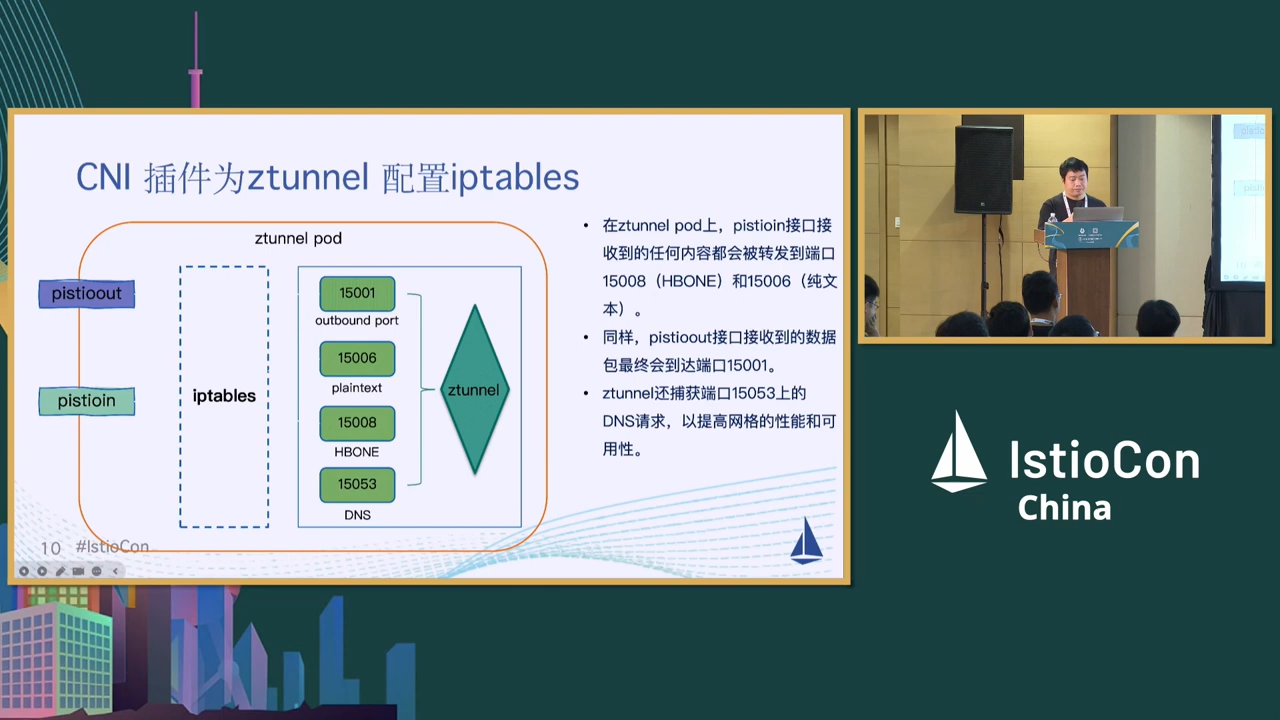 CNI 插件为ztunnel 配置iptables
ztunnel pod
pistioout
pistioin
iptables
15001
outbound port
15006
plaintext
15008
HBONE
15053
DNS
ztunnel
• 在ztunnel pod上，pistioin接口接
收到的任何内容都会被转发到端口
15008（HBONE）和15006（纯文
本）。
• 同样，pistioout接口接收到的数据
包最终会到达端口15001。
• ztunnel还捕获端口15053上的
DNS请求，以提高网格的性能和可
用性。
10 #IstioCon
IstioCon
China